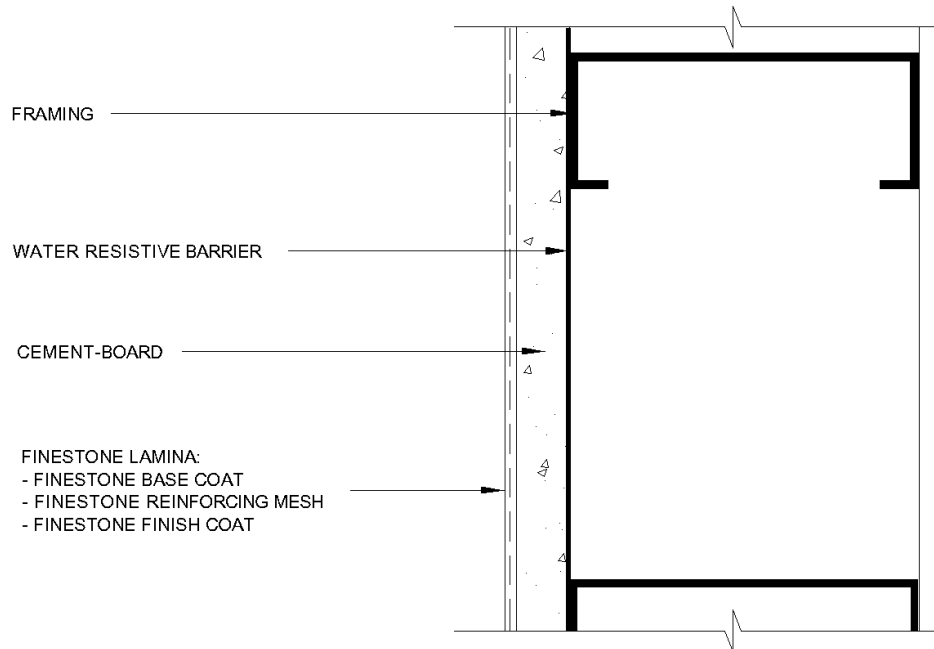 FRAMING
WATER RESISTIVE BARRIER
CEMENT-BOARD
FINESTONE LAMINA:
- FINESTONE BASE COAT
- FINESTONE REINFORCING MESH
- FINESTONE FINISH COAT